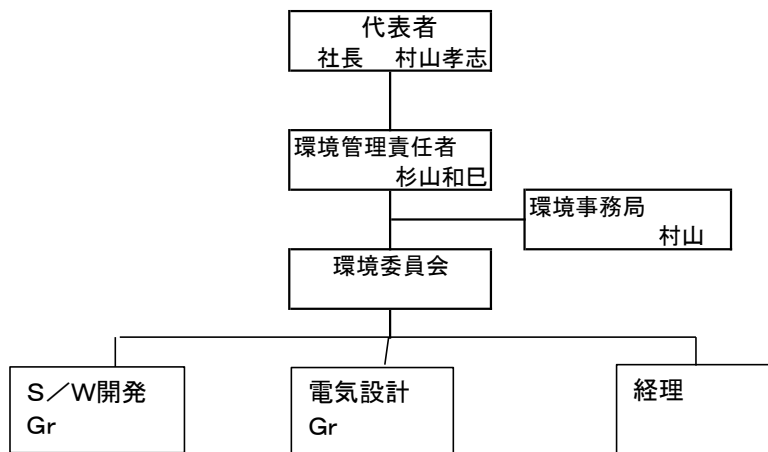 代表者
社長　村山孝志
環境管理責任者
杉山和巳
環境事務局
村山
環境委員会
S／W開発
Gr
電気設計
Gr
経理